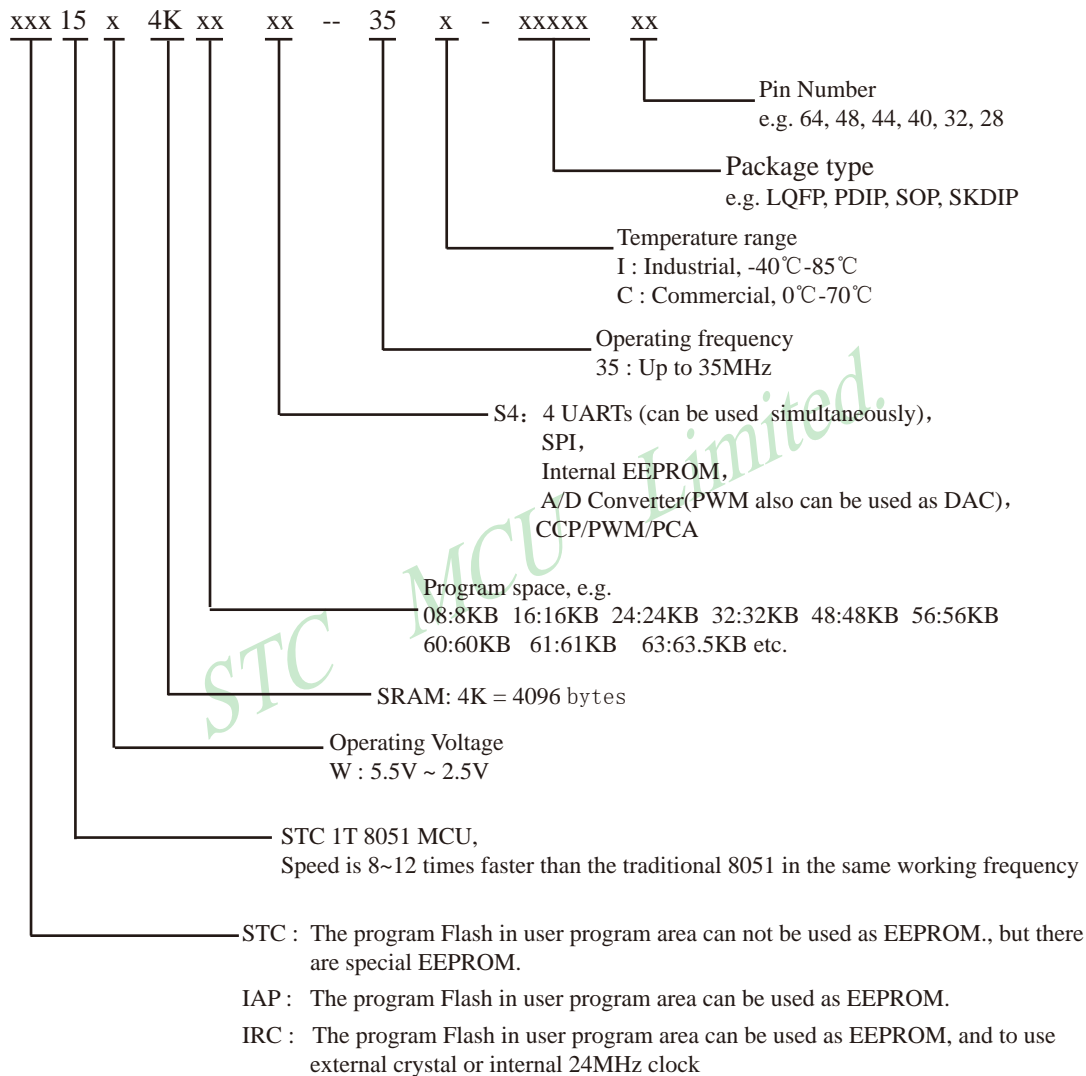 xxx 15 x 4K xx xx -- 35 x - xxxxx xx
Pin Number
e.g. 64, 48, 44, 40, 32, 28
Package type
e.g. LQFP, PDIP, SOP, SKDIP
Temperature range
I : Industrial, -40℃-85℃
C : Commercial, 0℃-70℃
Operating frequency
35 : Up to 35MHz
S4： 4 UARTs (can be used simultaneously)，
SPI，
Internal EEPROM，
A/D Converter(PWM also can be used as DAC)，
CCP/PWM/PCA
Program space, e.g.
08:8KB 16:16KB 24:24KB 32:32KB 48:48KB 56:56KB
60:60KB 61:61KB 63:63.5KB etc.
SRAM: 4K = 4096 bytes
Operating Voltage
W : 5.5V ~ 2.5V
STC 1T 8051 MCU,
Speed is 8~12 times faster than the traditional 8051 in the same working frequency
STC : The program Flash in user program area can not be used as EEPROM., but there
are special EEPROM.
IAP : The program Flash in user program area can be used as EEPROM.
IRC : The program Flash in user program area can be used as EEPROM, and to use
external crystal or internal 24MHz clock
STC MCU Limited.